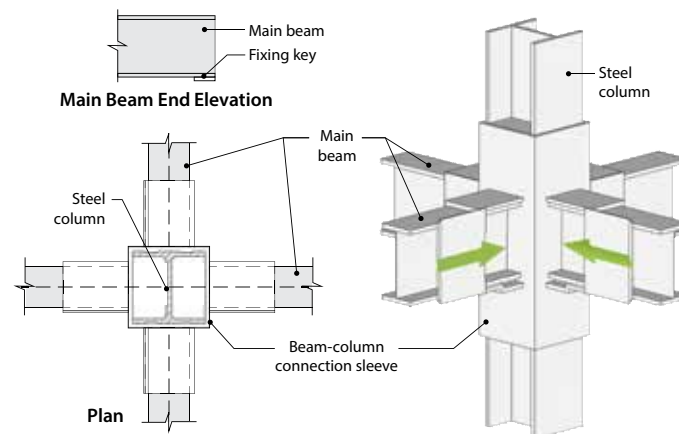 Main beam
Fixing key
Main Beam End Elevation
Steel
column
Main
beam
Steel
column
Beam-column
connection sleeve
Plan